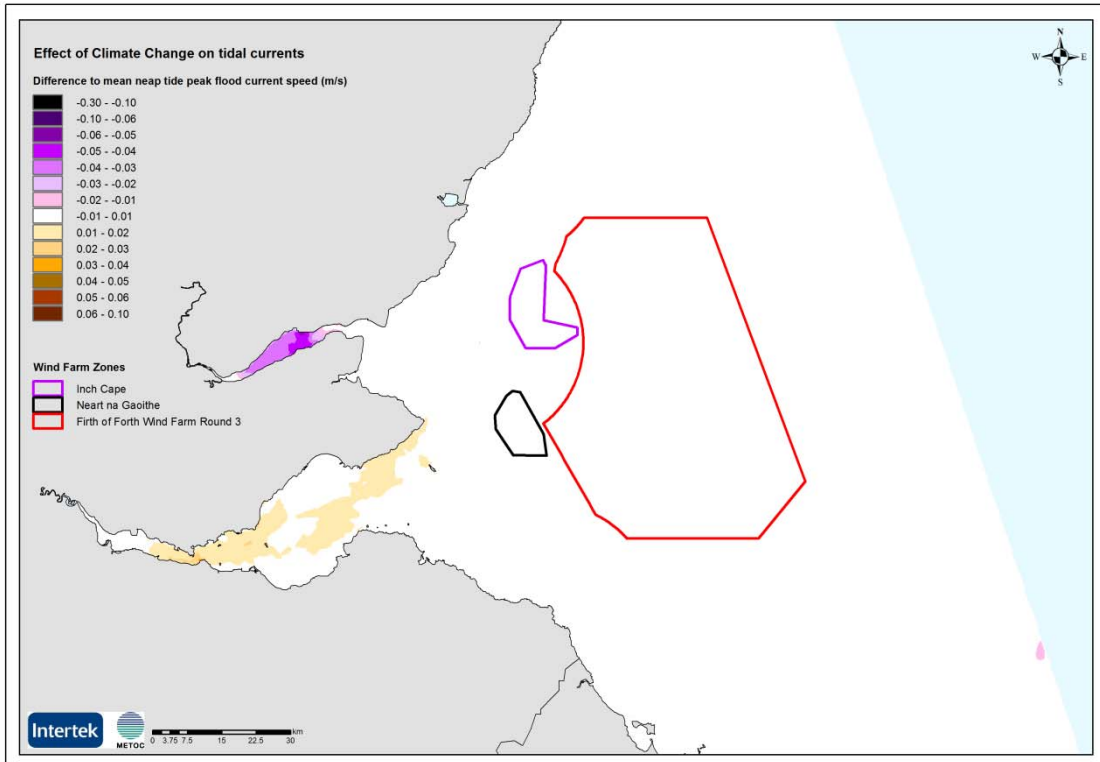 Effect of Climate Change on tidal currents
Difference to mean neap tide peak flood current speed (m/s)
-0.30 - -0.10
-0.10 - -0.06
-0.06 - -0.05
-0.05 - -0.04
-0.04 - -0.03
-0.03 - -0.02
-0.02 - -0.01
-0.01 - 0.01
0.01 - 0.02
0.02 - 0.03
0.03 - 0.04
0.04 - 0.05
0.05 - 0.06
0.06 - 0.10
Wind Farm Zones
Inch Cape
Neart na Gaoithe
Firth of Forth Wind Farm Round 3
N
W E
S
Intertek
METOC
km
0 3.75 7.5 15 22.5 30